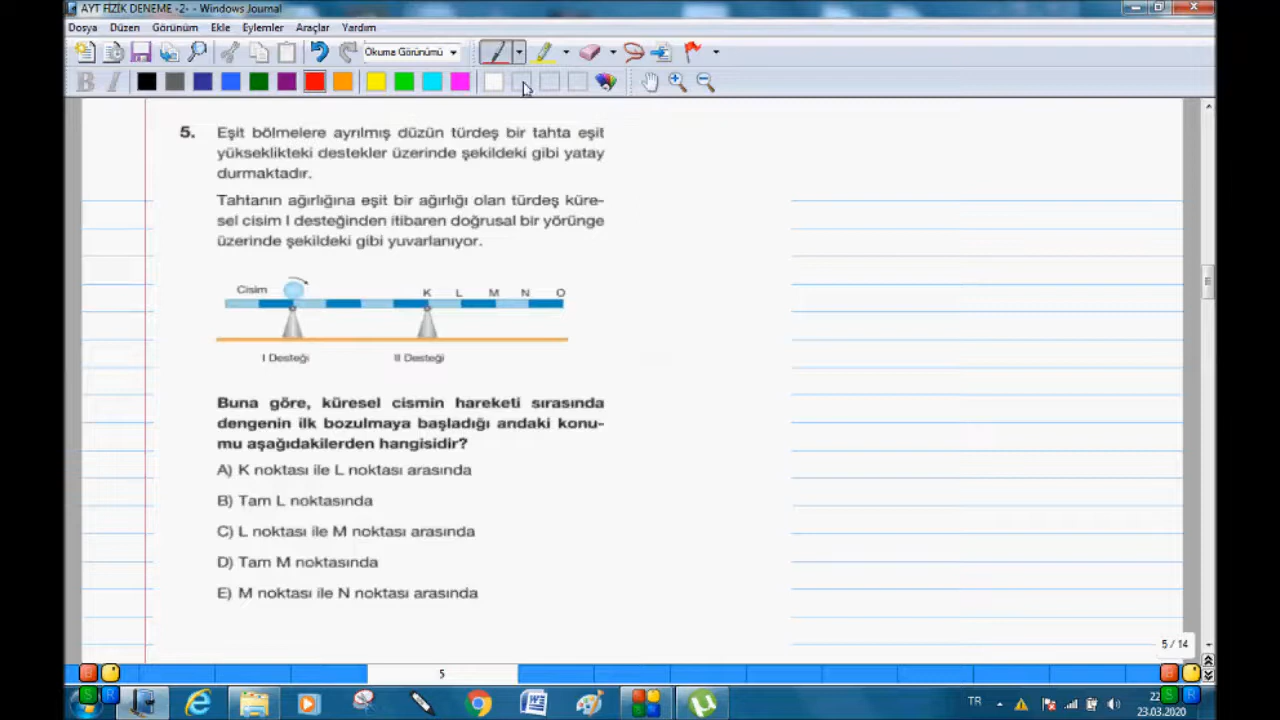 AYT FİZİK DENEME -2- - Windows Journal
Dosya Düzen Görünüm Ekle Eylemler Araçlar Yardım
Okuma Görünümü
B I
5. Eşit bölmelere ayrılmış düzün türdeş bir tahta eşit
yükseklikteki destekler üzerinde şekildeki gibi yatay
durmaktadır.
Tahtanın ağırlığına eşit bir ağırlığı olan türdeş küre-
sel cisim I desteğinden itibaren doğrusal bir yörünge
üzerinde şekildeki gibi yuvarlanıyor.
Cisim K L M N O
I Desteği II Desteği
Buna göre, küresel cismin hareketi sırasında
dengenin ilk bozulmaya başladığı andaki konu-
mu aşağıdakilerden hangisidir?
A) K noktası ile L noktası arasında
B) Tam L noktasında
C) L noktası ile M noktası arasında
D) Tam M noktasında
E) M noktası ile N noktası arasında
5 / 14
5
S R
TR
22
S R
23.03.2020